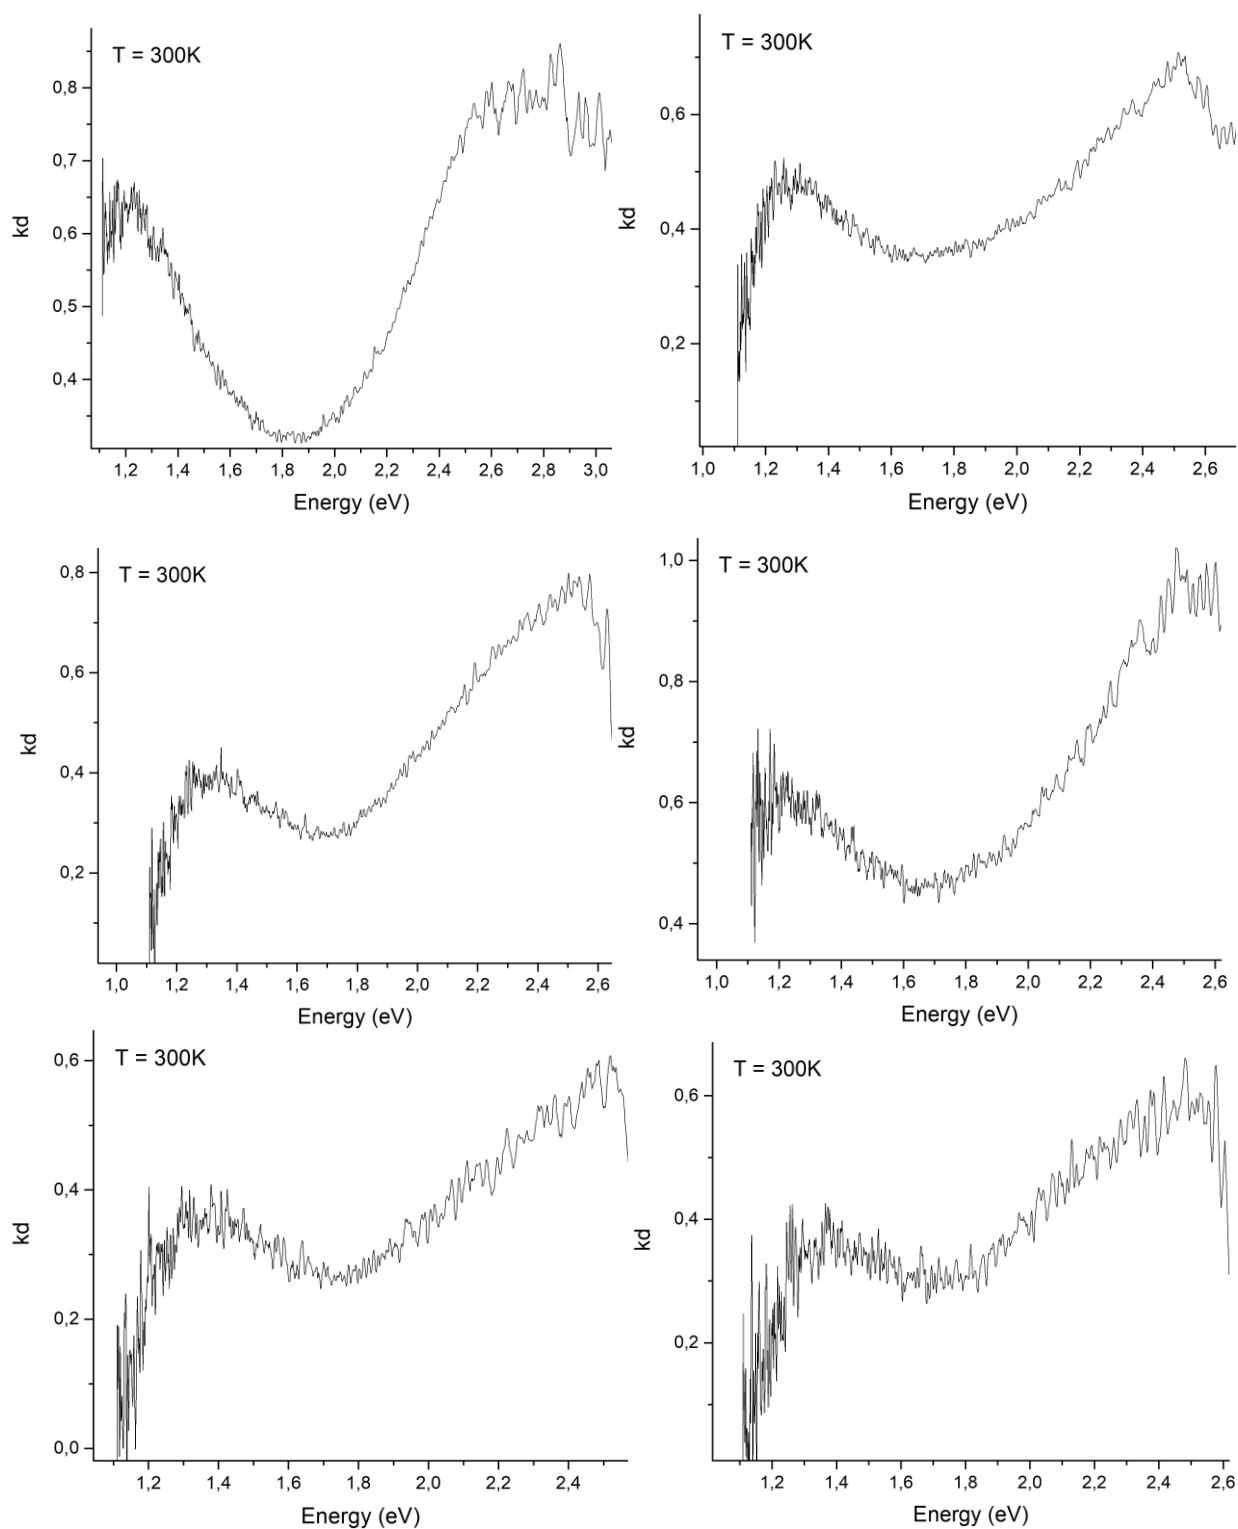 T = 300K
kd
0,8
0,7
0,6
0,5
0,4
1,2 1,4 1,6 1,8 2,0 2,2 2,4 2,6 2,8 3,0
Energy (eV)
T = 300K
kd
0,6
0,4
0,2
1,0 1,2 1,4 1,6 1,8 2,0 2,2 2,4 2,6
Energy (eV)
T = 300K
kd
0,8
0,6
0,4
0,2
1,0 1,2 1,4 1,6 1,8 2,0 2,2 2,4 2,6
Energy (eV)
T = 300K
kd
1,0
0,8
0,6
0,4
1,0 1,2 1,4 1,6 1,8 2,0 2,2 2,4 2,6
Energy (eV)
T = 300K
kd
0,6
0,4
0,2
0,0
1,2 1,4 1,6 1,8 2,0 2,2 2,4
Energy (eV)
T = 300K
kd
0,6
0,4
0,2
1,2 1,4 1,6 1,8 2,0 2,2 2,4 2,6
Energy (eV)